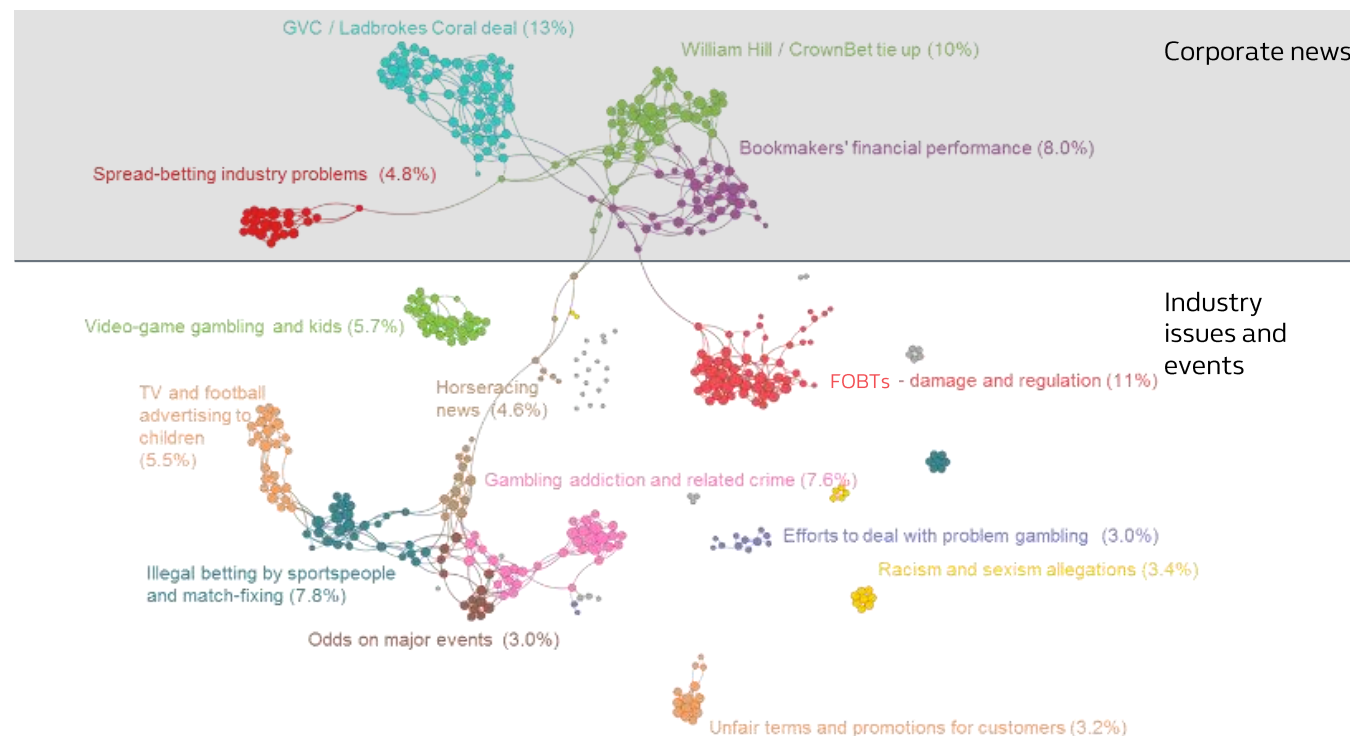 GVC / Ladbrokes Coral deal (13%)
William Hill / CrownBet tie up (10%)
Corporate news
Bookmakers' financial performance (8.0%)
Spread-betting industry problems (4.8%)
Industry
issues and
events
Video-game gambling and kids (5.7%)
FOBTs - damage and regulation (11%)
TV and football
advertising to
children
(5.5%)
Horseracing
news (4.6%)
Gambling addiction and related crime (7.6%)
Efforts to deal with problem gambling (3.0%)
Racism and sexism allegations (3.4%)
Illegal betting by sportspeople
and match-fixing (7.8%)
Odds on major events (3.0%)
Unfair terms and promotions for customers (3.2%)